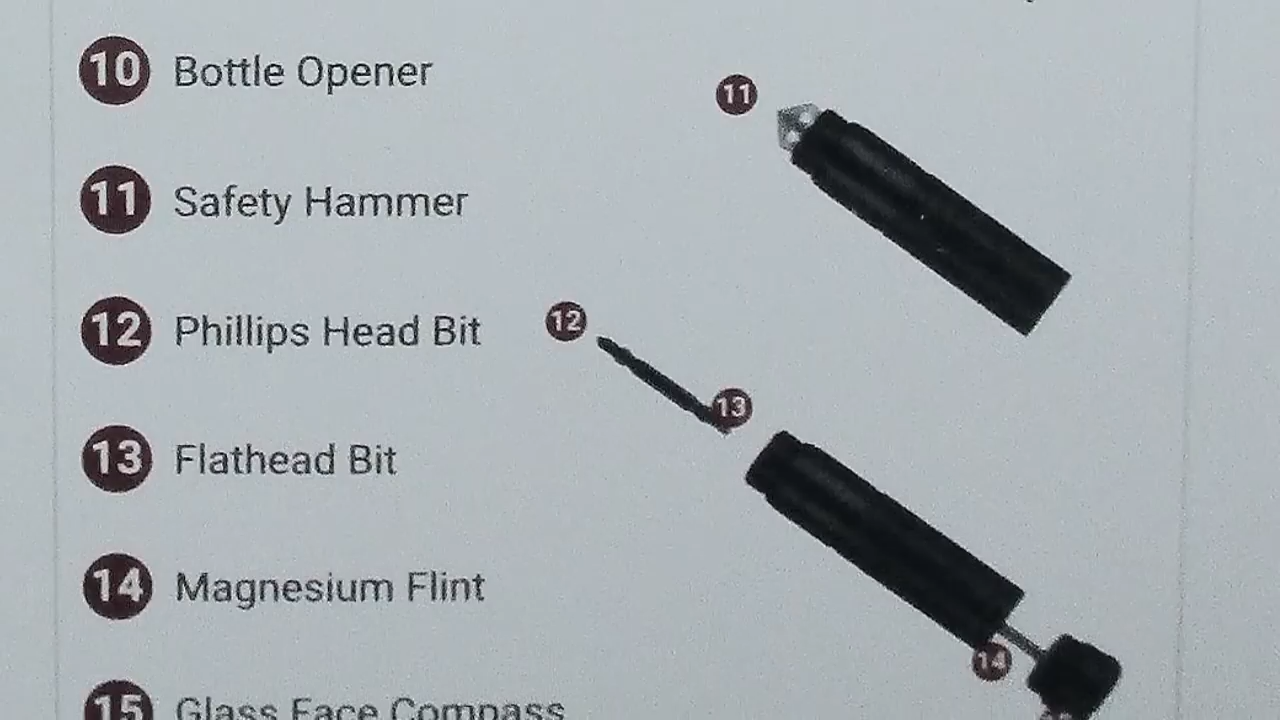 10 Bottle Opener
11
11 Safety Hammer
12 Phillips Head Bit
12
13
13 Flathead Bit
14 Magnesium Flint
14
15 Glass Face Compass